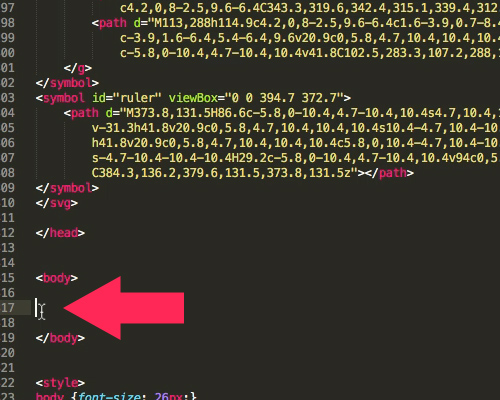 97 c4.2,0,8-2.5,9.6-6.4C343.3,319.6,342.4,315.1,339.4,312
98 <path d="M113,288h114.9c4.2,0,8-2.5,9.6-6.4c1.6-3.9,0.7-8.
99 c-3.9,1.6-6.4,5.4-6.4,9.6v20.9c0,5.8,4.7,10.4,10.4,10.4
00 c-5.8,0-10.4,4.7-10.4,10.4v41.8C102.5,283.3,107.2,288,
01 </g>
02 </symbol>
03 <symbol id="ruler" viewBox="0 0 394.7 372.7">
04 <path d="M373.8,131.5H86.6c-5.8,0-10.4,4.7-10.4,10.4s4.7,10.4,
05 v-31.3h41.8v20.9c0,5.8,4.7,10.4,10.4,10.4s10.4-4.7,10.4-10
06 h41.8v20.9c0,5.8,4.7,10.4,10.4,10.4c5.8,0,10.4-4.7,10.4-10
07 s-4.7-10.4-10.4-10.4H29.2c-5.8,0-10.4,4.7-10.4,10.4v94c0,5
08 C384.3,136.2,379.6,131.5,373.8,131.5z"></path>
09 </symbol>
10 </svg>
11
12 </head>
13
14
15 <body>
16
17
18
19 </body>
20
21
22 <style>
23 body {font-size: 26px;}